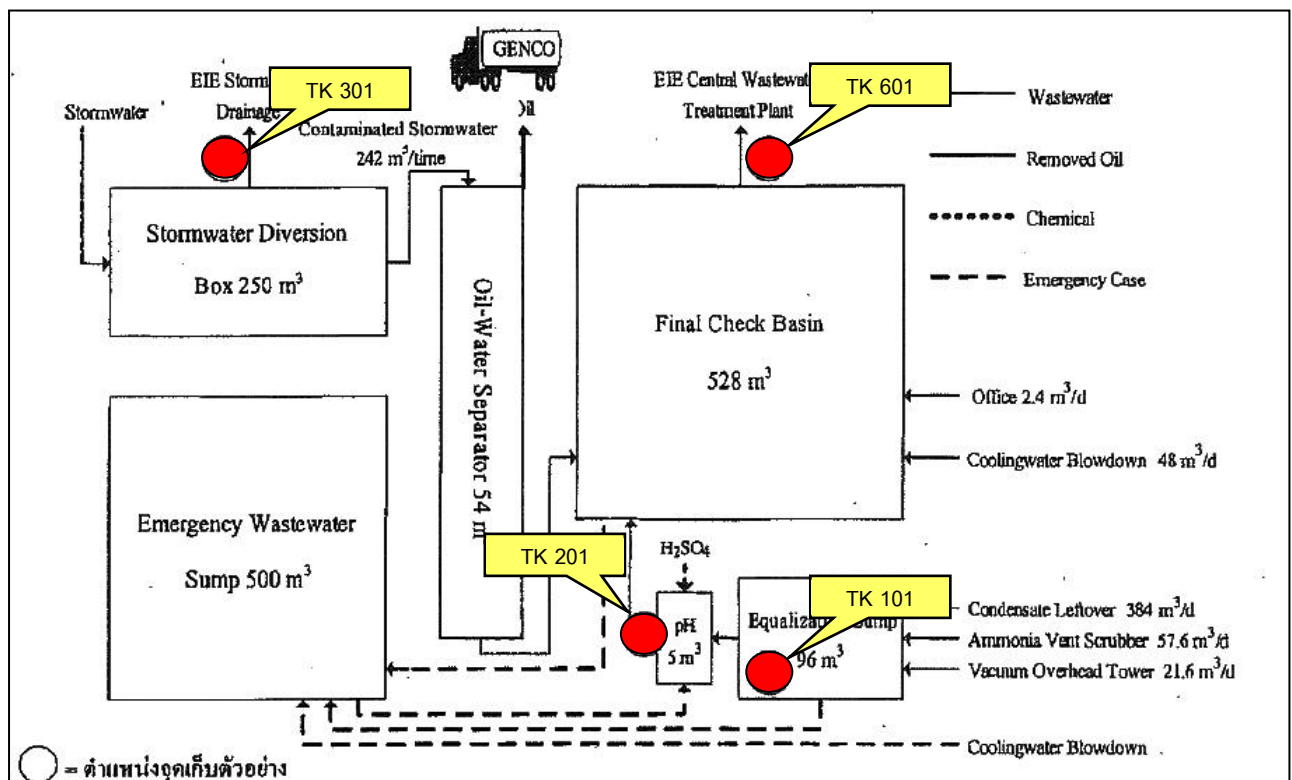 GENCO
EIE Storm
Drainage
TK 301
Stormwater
Contaminated Stormwater
242 m³/time
EIE Central Wastewate
Treatment Plant
TK 601
Wastewater
Removed Oil
Chemical
Emergency Case
Stormwater Diversion
Box 250 m³
Oil-Water Separator 54 m
Final Check Basin
528 m³
Office 2.4 m³/d
Coolingwater Blowdown 48 m³/d
Emergency Wastewater
Sump 500 m³
TK 201
H₂SO₄
pH
5 m³
TK 101
96 m³
Condensate Leftover 384 m³/d
Ammonia Vent Scrubber 57.6 m³/d
Vacuum Overhead Tower 21.6 m³/d
Coolingwater Blowdown
= ตำแหน่งจุดเก็บตัวอย่าง